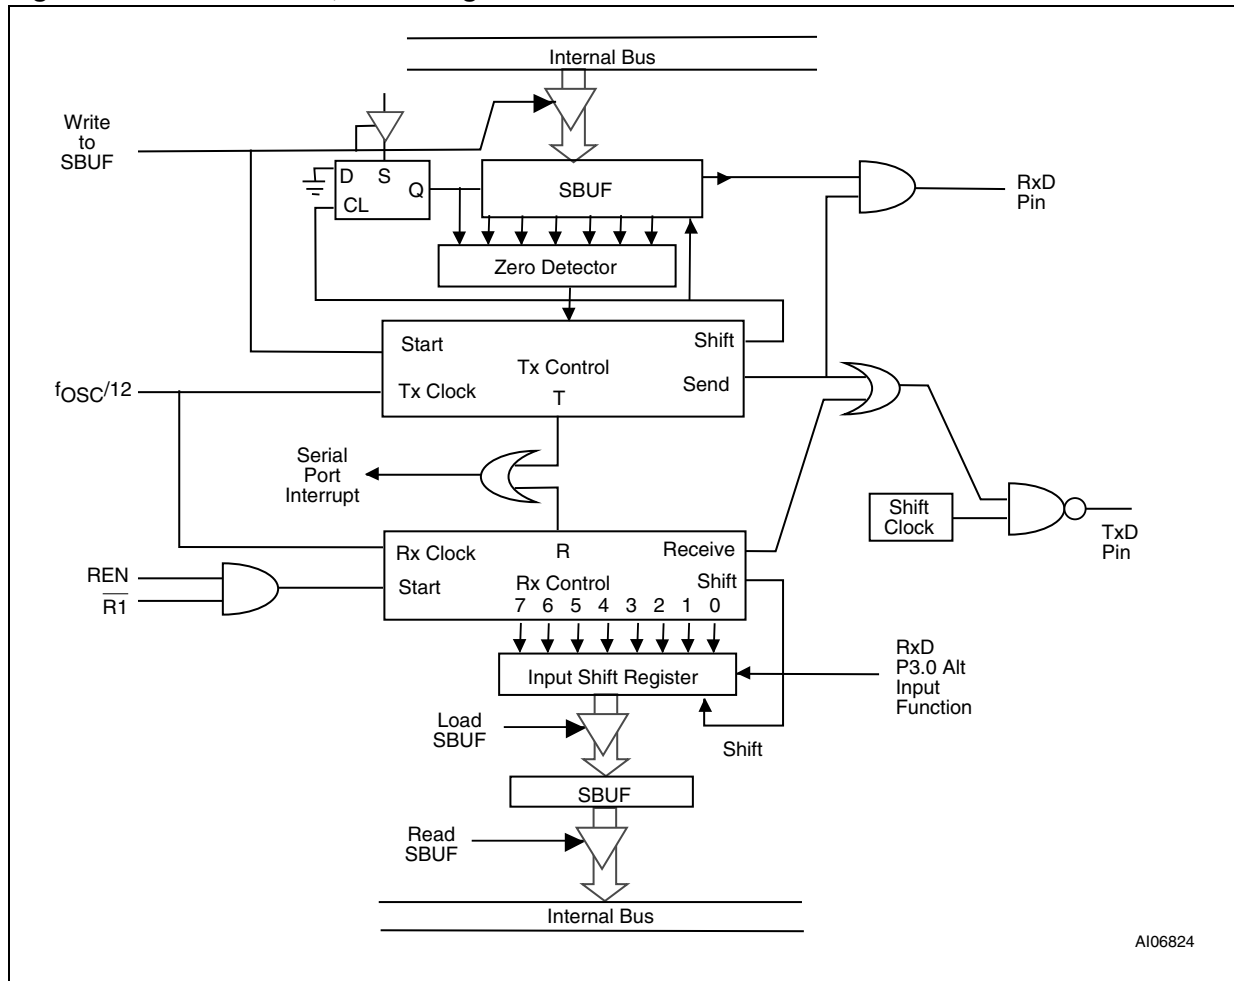 Internal Bus
Write
to
SBUF
D
S
Q
CL
SBUF
RxD
Pin
Zero Detector
Start
Shift
Tx Control
fOSC/12
Tx Clock
T
Send
Serial
Port
Interrupt
Shift
Clock
TxD
Pin
Rx Clock
R
Receive
REN
R1
Start
Rx Control
Shift
7 6 5 4 3 2 1 0
Input Shift Register
RxD
P3.0 Alt
Input
Function
Load
SBUF
Shift
SBUF
Read
SBUF
Internal Bus
AI06824